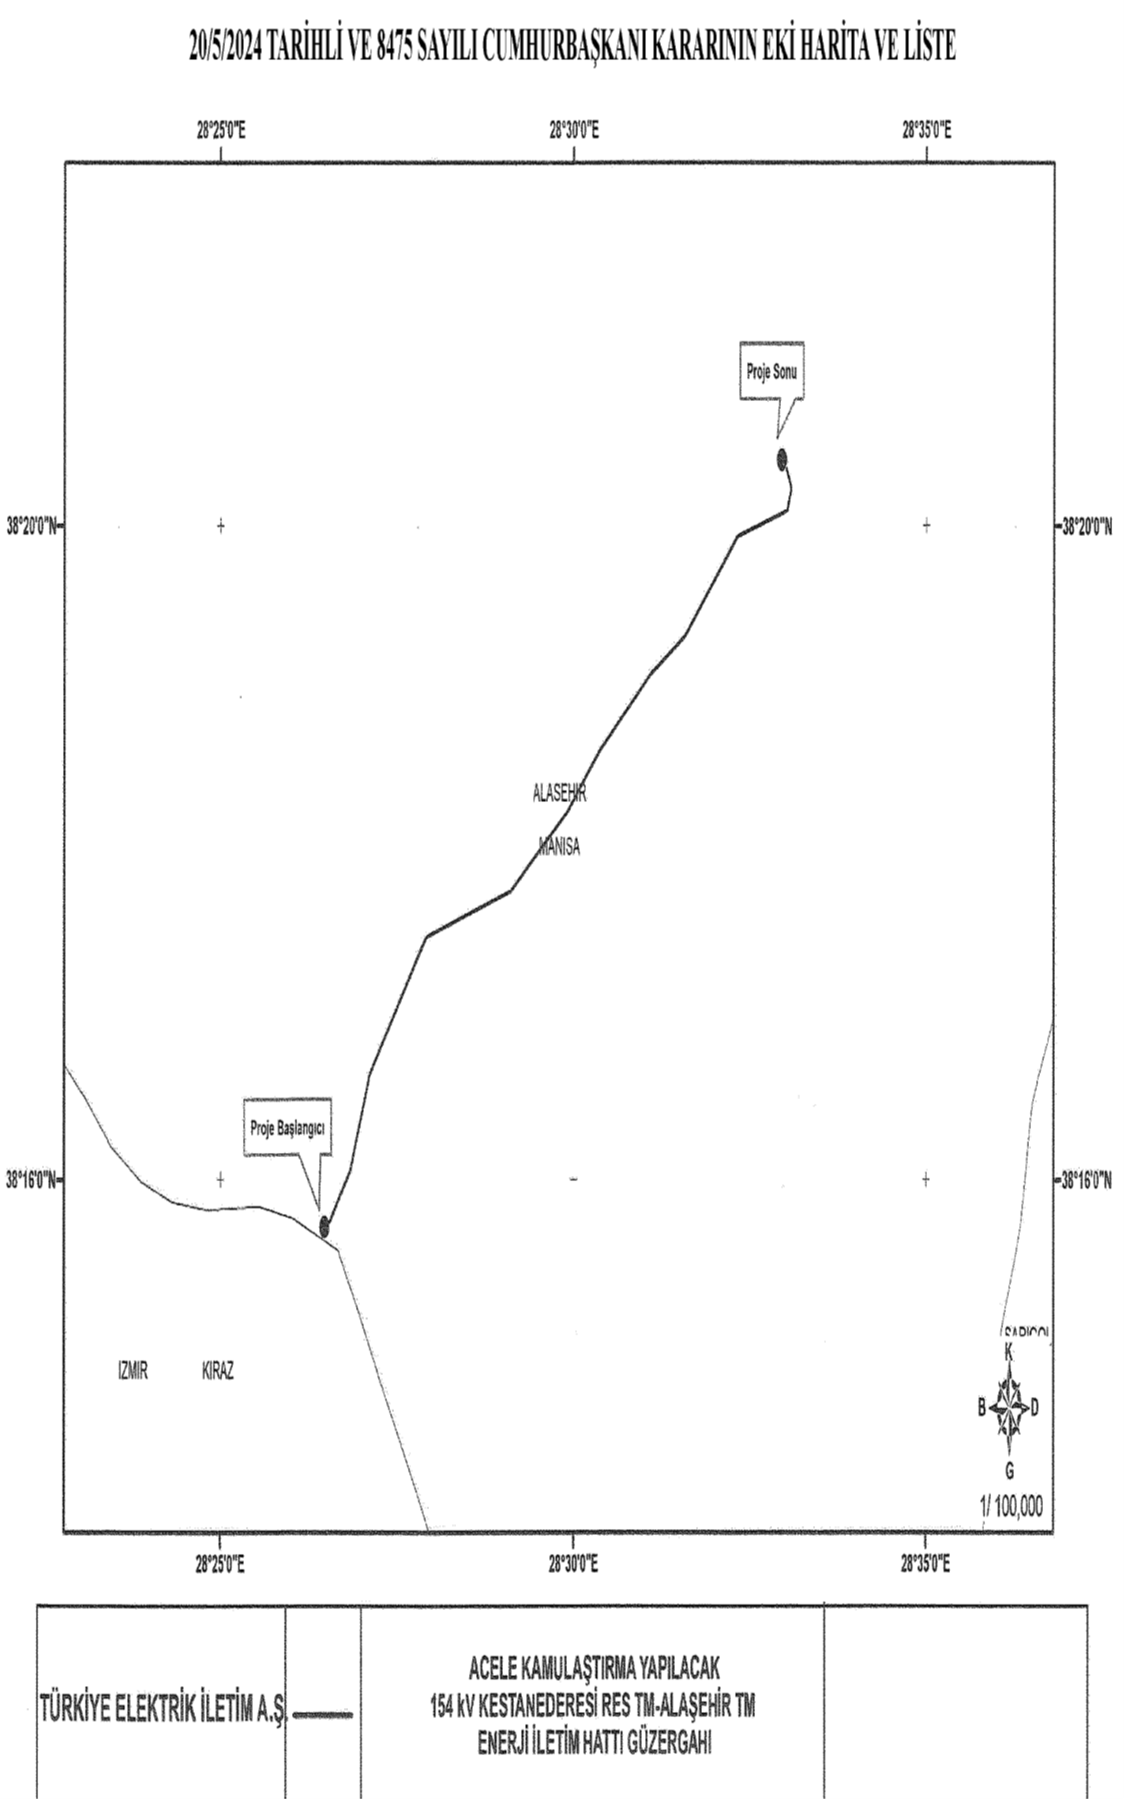 20/5/2024 TARİHLİ VE 8475 SAYILI CUMHURBAŞKANI KARARININ EKİ HARİTA VE LİSTE
28°25'0"E 28°30'0"E 28°35'0"E
Proje Sonu
38°20'0"N 38°20'0"N
ALASEHIR
MANISA
Proje Başlangıcı
38°16'0"N 38°16'0"N
IZMIR KIRAZ
K
B D
G
1/ 100,000
28°25'0"E 28°30'0"E 28°35'0"E
TÜRKİYE ELEKTRİK İLETİM A.Ş.
ACELE KAMULAŞTIRMA YAPILACAK
154 kV KESTANEDERESİ RES TM-ALAŞEHİR TM
ENERJİ İLETİM HATTI GÜZERGAHI